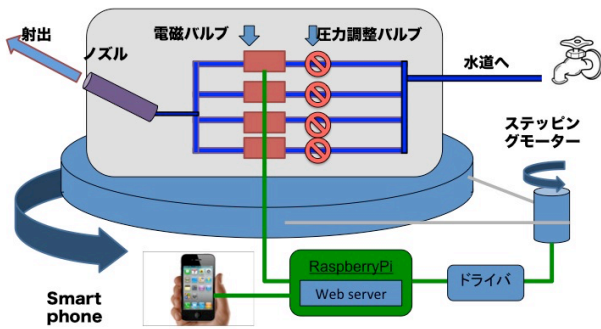 射出
ノズル
電磁バルブ
圧力調整バルブ
水道へ
ステッピン
グモーター
RaspberryPi
Web server
ドライバ
Smart
phone